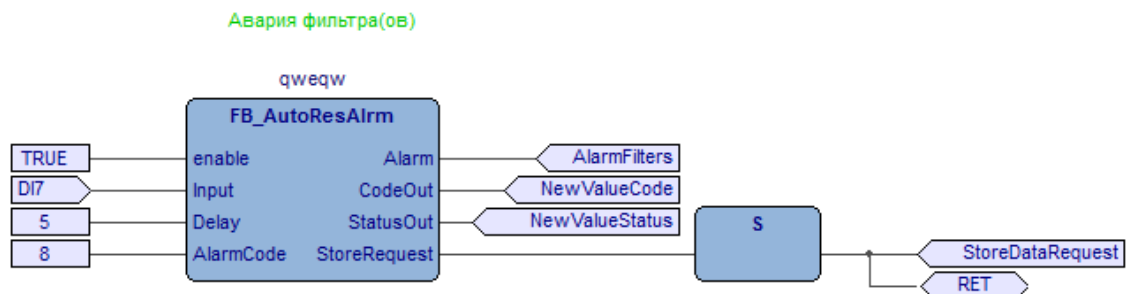 Авария фильтра(ов)
qweqw
FB_AutoResAlrm
TRUE enable Alarm AlarmFilters
DI7 Input CodeOut NewValueCode
5 Delay StatusOut NewValueStatus S
8 AlarmCode StoreRequest StoreDataRequest
RET